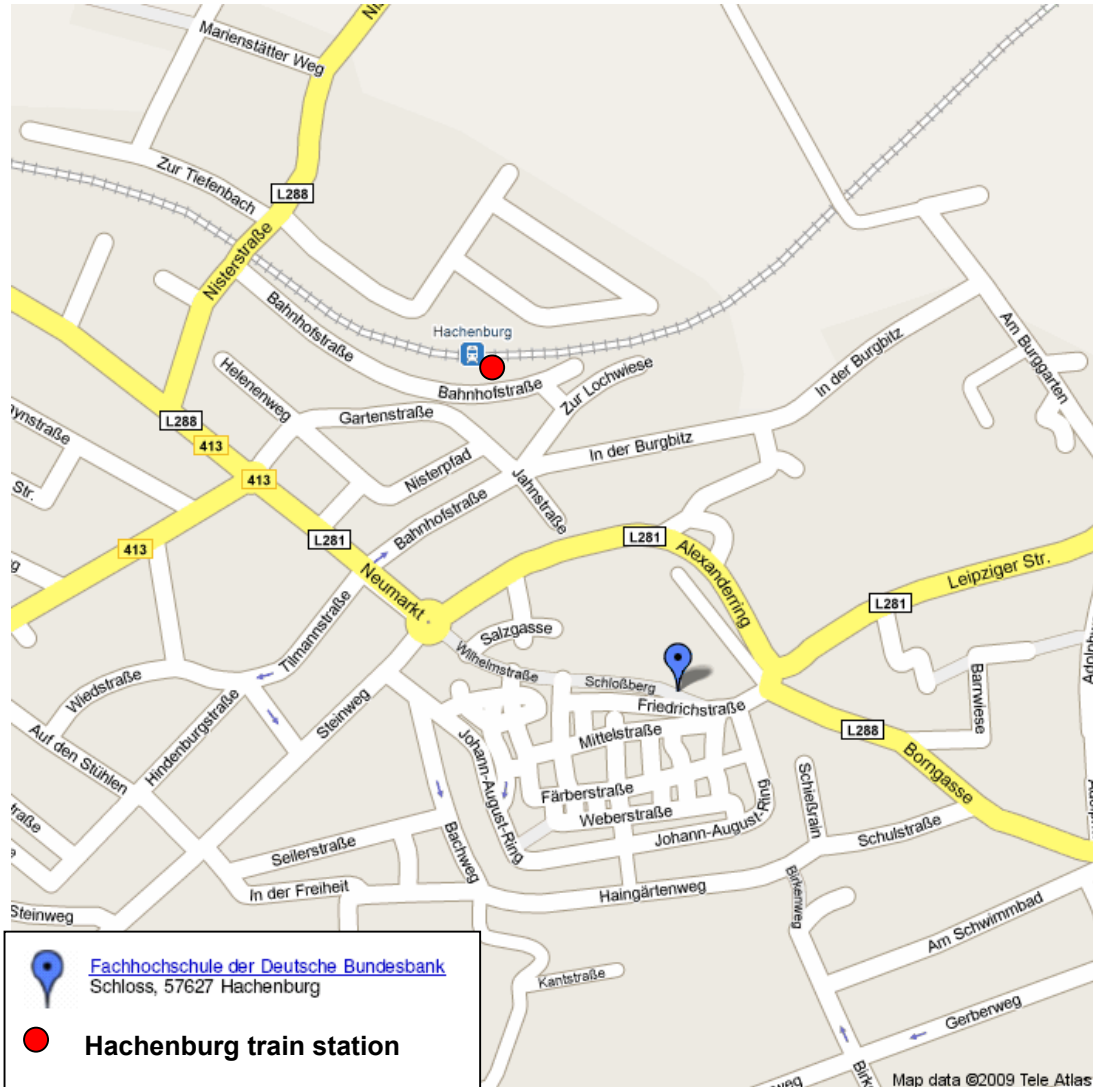 Marienstätter Weg
Zur Tiefenbach
L288
Nisterstraße
Bahnhofstraße
Hachenburg
Bahnhofstraße
Zur Lochwiese
In der Burgbitz
Am Burggarten
Helenenweg
Gartenstraße
L288
413
413
Nisterpfad
In der Burgbitz
Jahnstraße
Str.
413
L281
Bahnhofstraße
L281
Alexanderring
Leipziger Str.
L281
Neumarkt
Tilmannstraße
Salzgasse
Wilhelmstraße
Schloßberg
Friedrichstraße
Wiedstraße
Steinweg
Hindenburgstraße
Auf den Stühlen
Mittelstraße
L288
Borngasse
Barnwiese
Johann-August-Ring
Färberstraße
Weberstraße
Johann-August-Ring
Schießrain
Schulstraße
Seilerstraße
Bachweg
In der Freiheit
Haingärtenweg
Birkenweg
Steinweg
Am Schwimmbad
Kantstraße
Gerberweg
Fachhochschule der Deutsche Bundesbank
Schloss, 57627 Hachenburg
Hachenburg train station
Map data ©2009 Tele Atlas